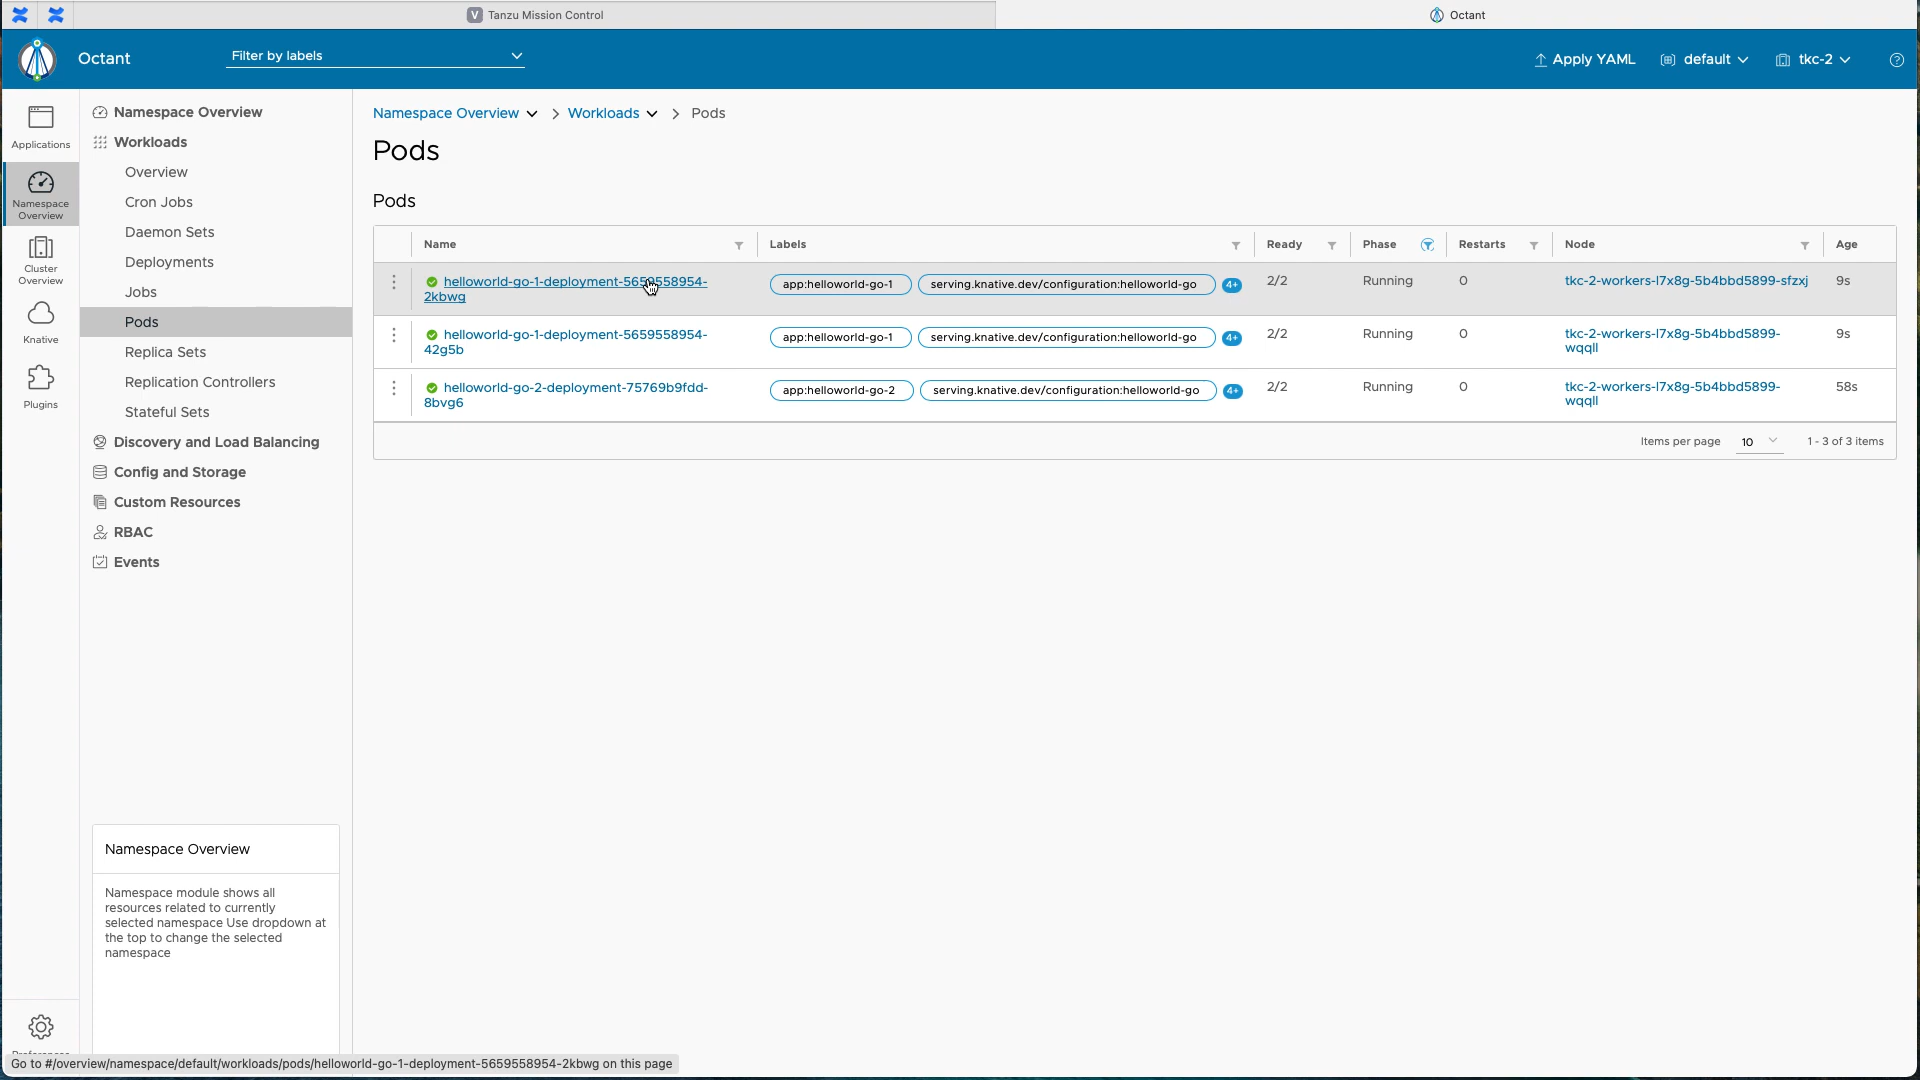 Tanzu Mission Control
Octant
Octant
Filter by labels
Apply YAML
default
tkc-2
Applications
Namespace
Overview
Cluster
Overview
Knative
Plugins
Namespace Overview
Workloads
Overview
Cron Jobs
Daemon Sets
Deployments
Jobs
Pods
Replica Sets
Replication Controllers
Stateful Sets
Discovery and Load Balancing
Config and Storage
Custom Resources
RBAC
Events
Namespace Overview
Namespace module shows all
resources related to currently
selected namespace Use dropdown at
the top to change the selected
namespace
Namespace Overview > Workloads > Pods
Pods
Pods
Name Labels Ready Phase Restarts Node Age
helloworld-go-1-deployment-5659558954- app:helloworld-go-1 serving.knative.dev/configuration:helloworld-go 4+ 2/2 Running 0 tkc-2-workers-l7x8g-5b4bbd5899-sfzxj 9s
2kbwg
helloworld-go-1-deployment-5659558954- app:helloworld-go-1 serving.knative.dev/configuration:helloworld-go 4+ 2/2 Running 0 tkc-2-workers-l7x8g-5b4bbd5899- 9s
42g5b wqqll
helloworld-go-2-deployment-75769b9fdd- app:helloworld-go-2 serving.knative.dev/configuration:helloworld-go 4+ 2/2 Running 0 tkc-2-workers-l7x8g-5b4bbd5899- 58s
8bvg6 wqqll
Items per page 10 1 - 3 of 3 items
Go to #/overview/namespace/default/workloads/pods/helloworld-go-1-deployment-5659558954-2kbwg on this page